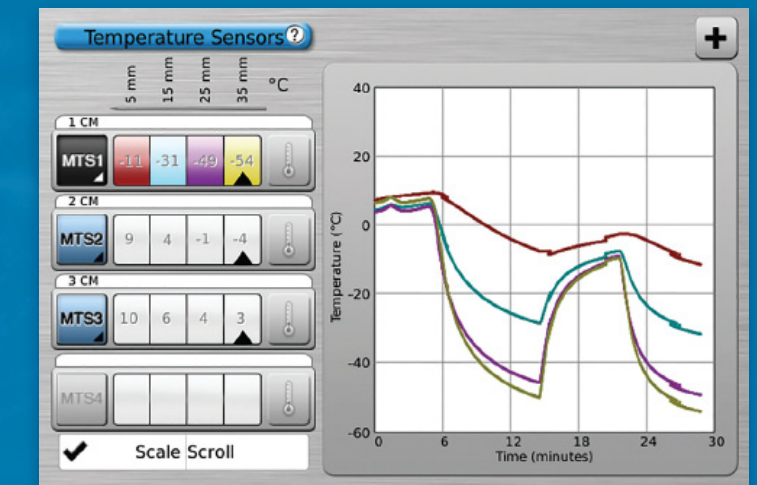 Temperature Sensors ?
5 mm 15 mm 25 mm 35 mm °C
1 CM
MTS1 -11 -31 -49 -54
2 CM
MTS2 9 4 -1 -4
3 CM
MTS3 10 6 4 3
MTS4
Scale Scroll
+
40
20
0
-20
-40
-60
Temperature (°C)
0 6 12 18 24 30
Time (minutes)